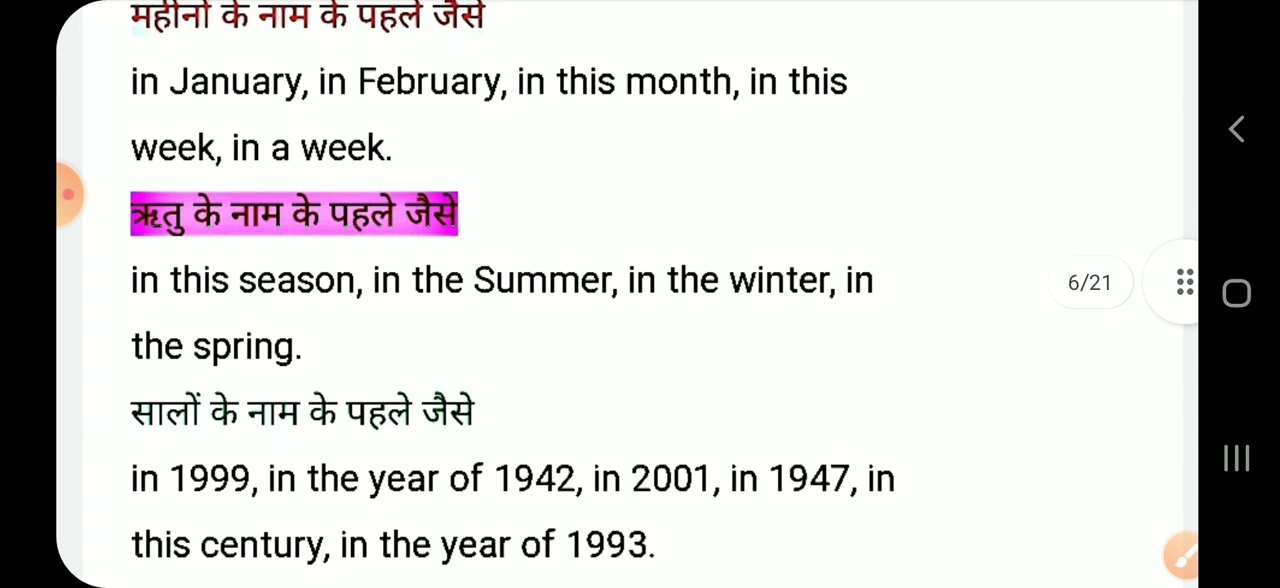 महीनों के नाम के पहले जैसे
in January, in February, in this month, in this
week, in a week.
ऋतु के नाम के पहले जैसे
in this season, in the Summer, in the winter, in
the spring.
6/21
सालों के नाम के पहले जैसे
in 1999, in the year of 1942, in 2001, in 1947, in
this century, in the year of 1993.